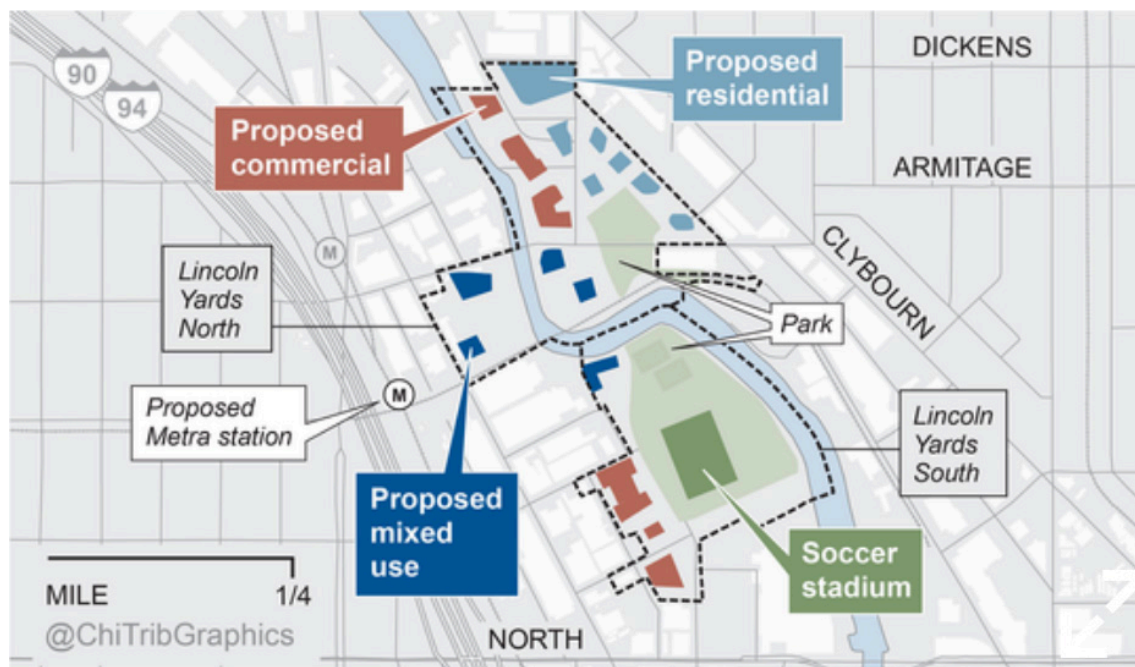 90
94
DICKENS
Proposed
residential
Proposed
commercial
ARMITAGE
CLYBOURN
M
Lincoln
Yards
North
Park
M
Proposed
Metra station
Lincoln
Yards
South
Proposed
mixed
use
Soccer
stadium
MILE 1/4
@ChiTribGraphics
NORTH